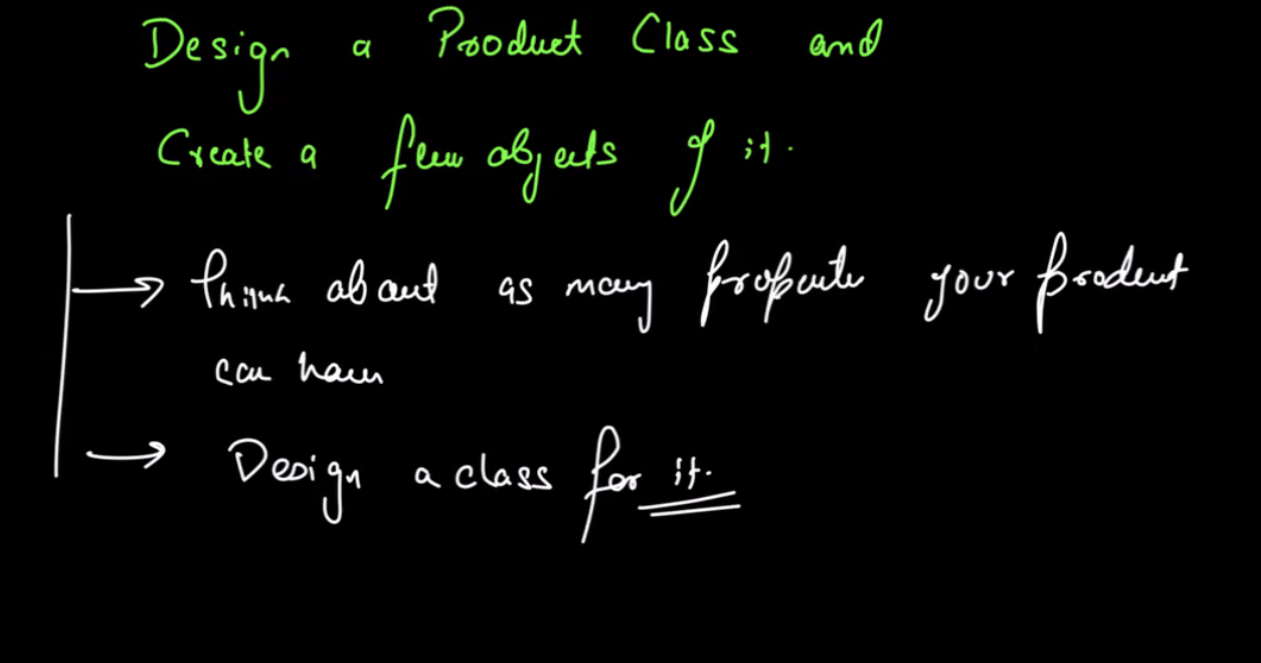 Design a Product Class and
Create a few objects of it.
Think about as many properties your product
can have
Design a class for it.